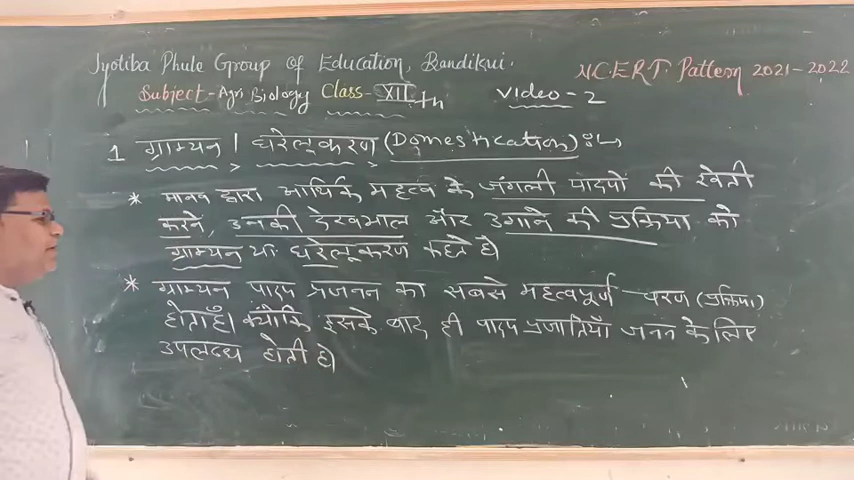 Jyotiba Phule Group of Education, Bandikui.
N.C.E.R.T. Pattern 2021-2022
Subject - Agri Biology Class - XII th Video - 2
1 ग्राम्यन / घरेलूकरण (Domestication) :-
* मानव द्वारा आर्थिक महत्व के जंगली पादपों की खेती
करने, उनकी देखभाल और उगाने की प्रक्रिया को
ग्राम्यन या घरेलूकरण कहते है।
* ग्राम्यन पादप प्रजनन का सबसे महत्वपूर्ण चरण (प्रक्रिया)
होता हैं। क्योंकि इसके बाद ही पादप प्रजातियाँ जनन के लिए
उपलब्ध होती है।